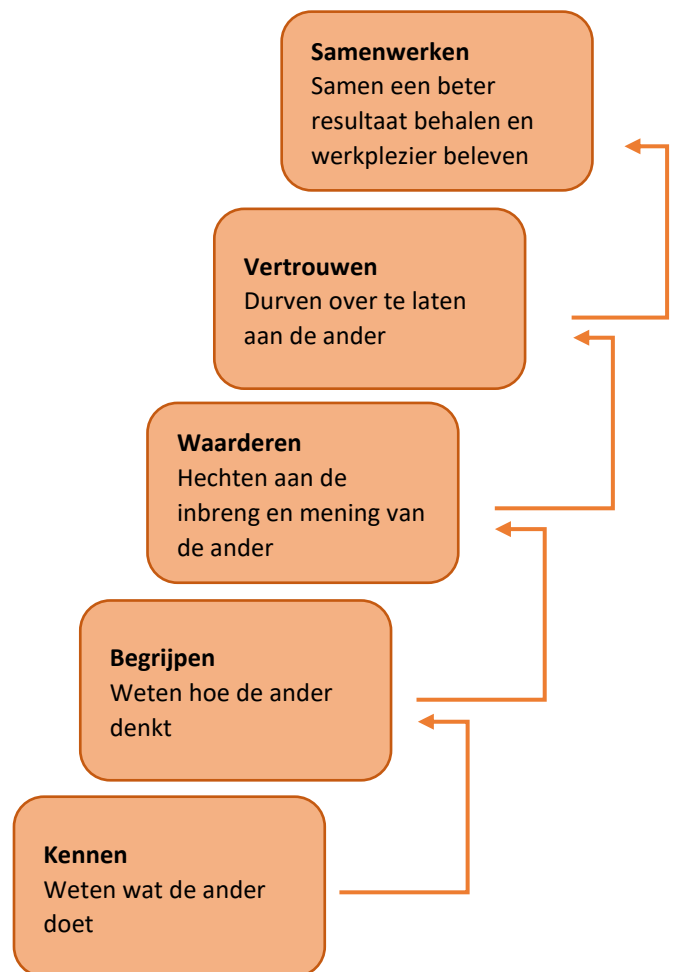 Samenwerken
Samen een beter
resultaat behalen en
werkplezier beleven
Vertrouwen
Durven over te laten
aan de ander
Waarderen
Hechten aan de
inbreng en mening van
de ander
Begrijpen
Weten hoe de ander
denkt
Kennen
Weten wat de ander
doet